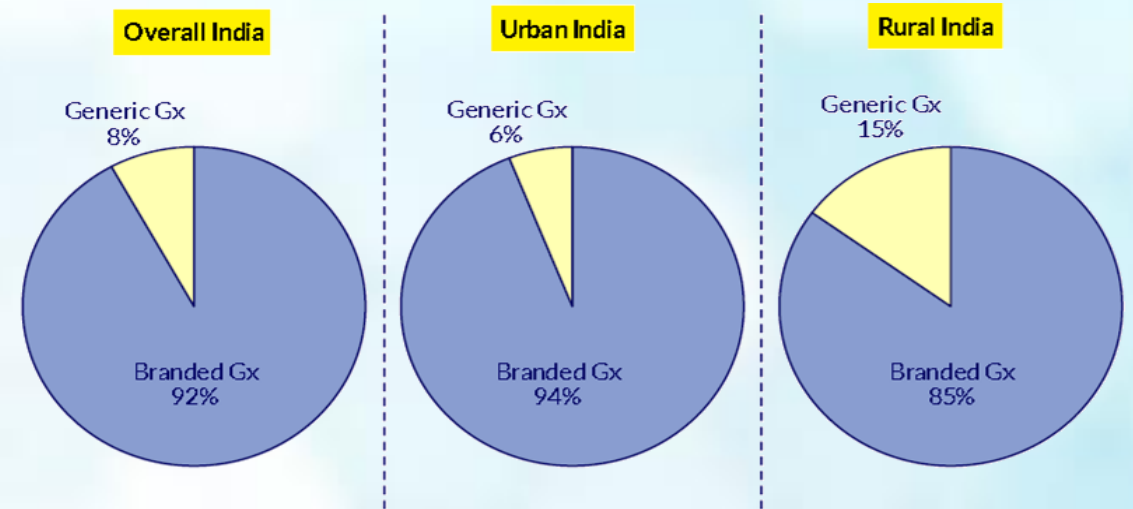 Overall India
Generic Gx
8%
Branded Gx
92%
Urban India
Generic Gx
6%
Branded Gx
94%
Rural India
Generic Gx
15%
Branded Gx
85%